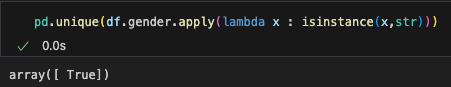 pd.unique(df.gender.apply(lambda x : isinstance(x,str)))
✓ 0.0s
array([ True])